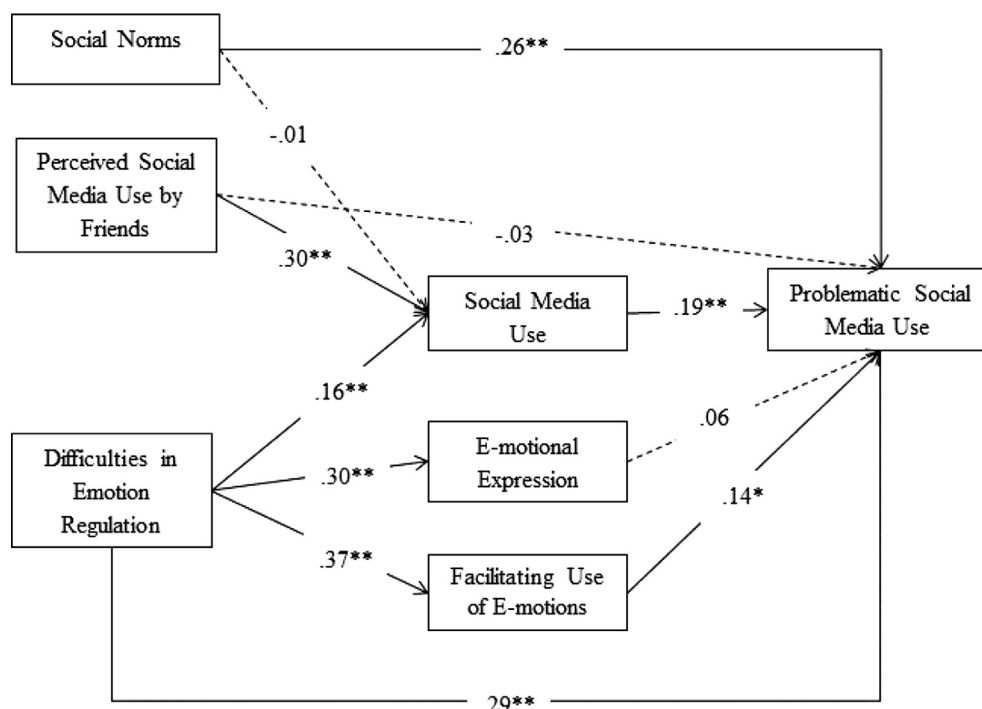 Social Norms
.26**
-.01
Perceived Social
Media Use by
Friends
-.03
.30**
Social Media
Use
.19**
Problematic Social
Media Use
.16**
.06
Difficulties in
Emotion
Regulation
.30**
E-motional
Expression
.14*
.37**
Facilitating Use
of E-motions
.29**